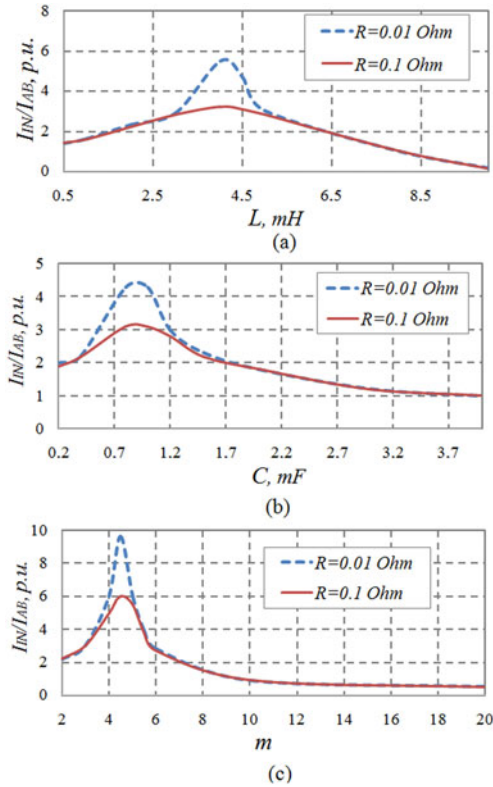 8
6
4
2
0
I_IN/I_AB, p.u.
R=0.01 Ohm
R=0.1 Ohm
0.5 2.5 4.5 6.5 8.5
L, mH
(a)
5
4
3
2
1
0
I_IN/I_AB, p.u.
R=0.01 Ohm
R=0.1 Ohm
0.2 0.7 1.2 1.7 2.2 2.7 3.2 3.7
C, mF
(b)
10
8
6
4
2
0
I_IN/I_AB, p.u.
R=0.01 Ohm
R=0.1 Ohm
2 4 6 8 10 12 14 16 18 20
m
(c)